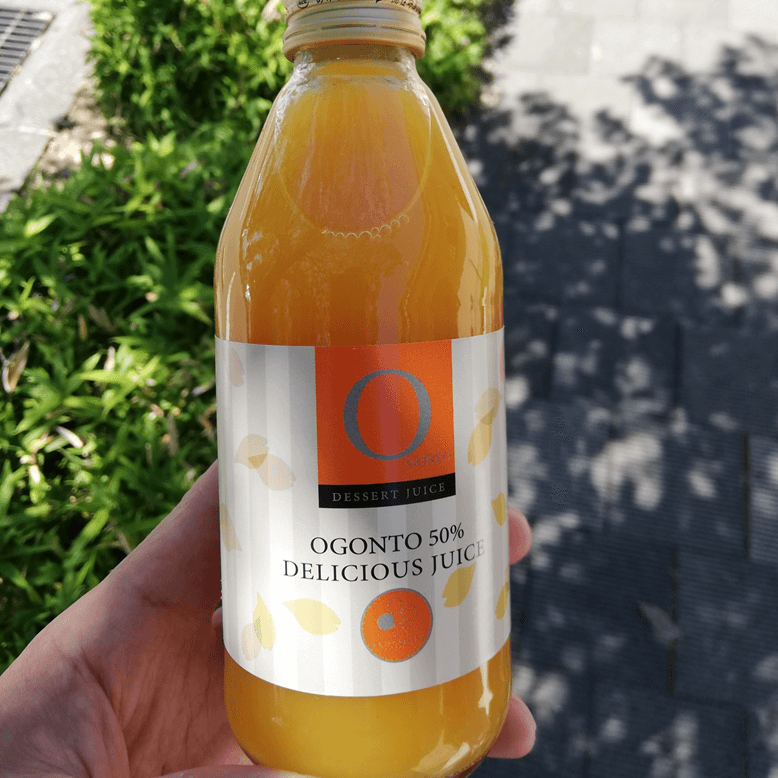 O
DESSERT JUICE
OGONTO 50%
DELICIOUS JUICE